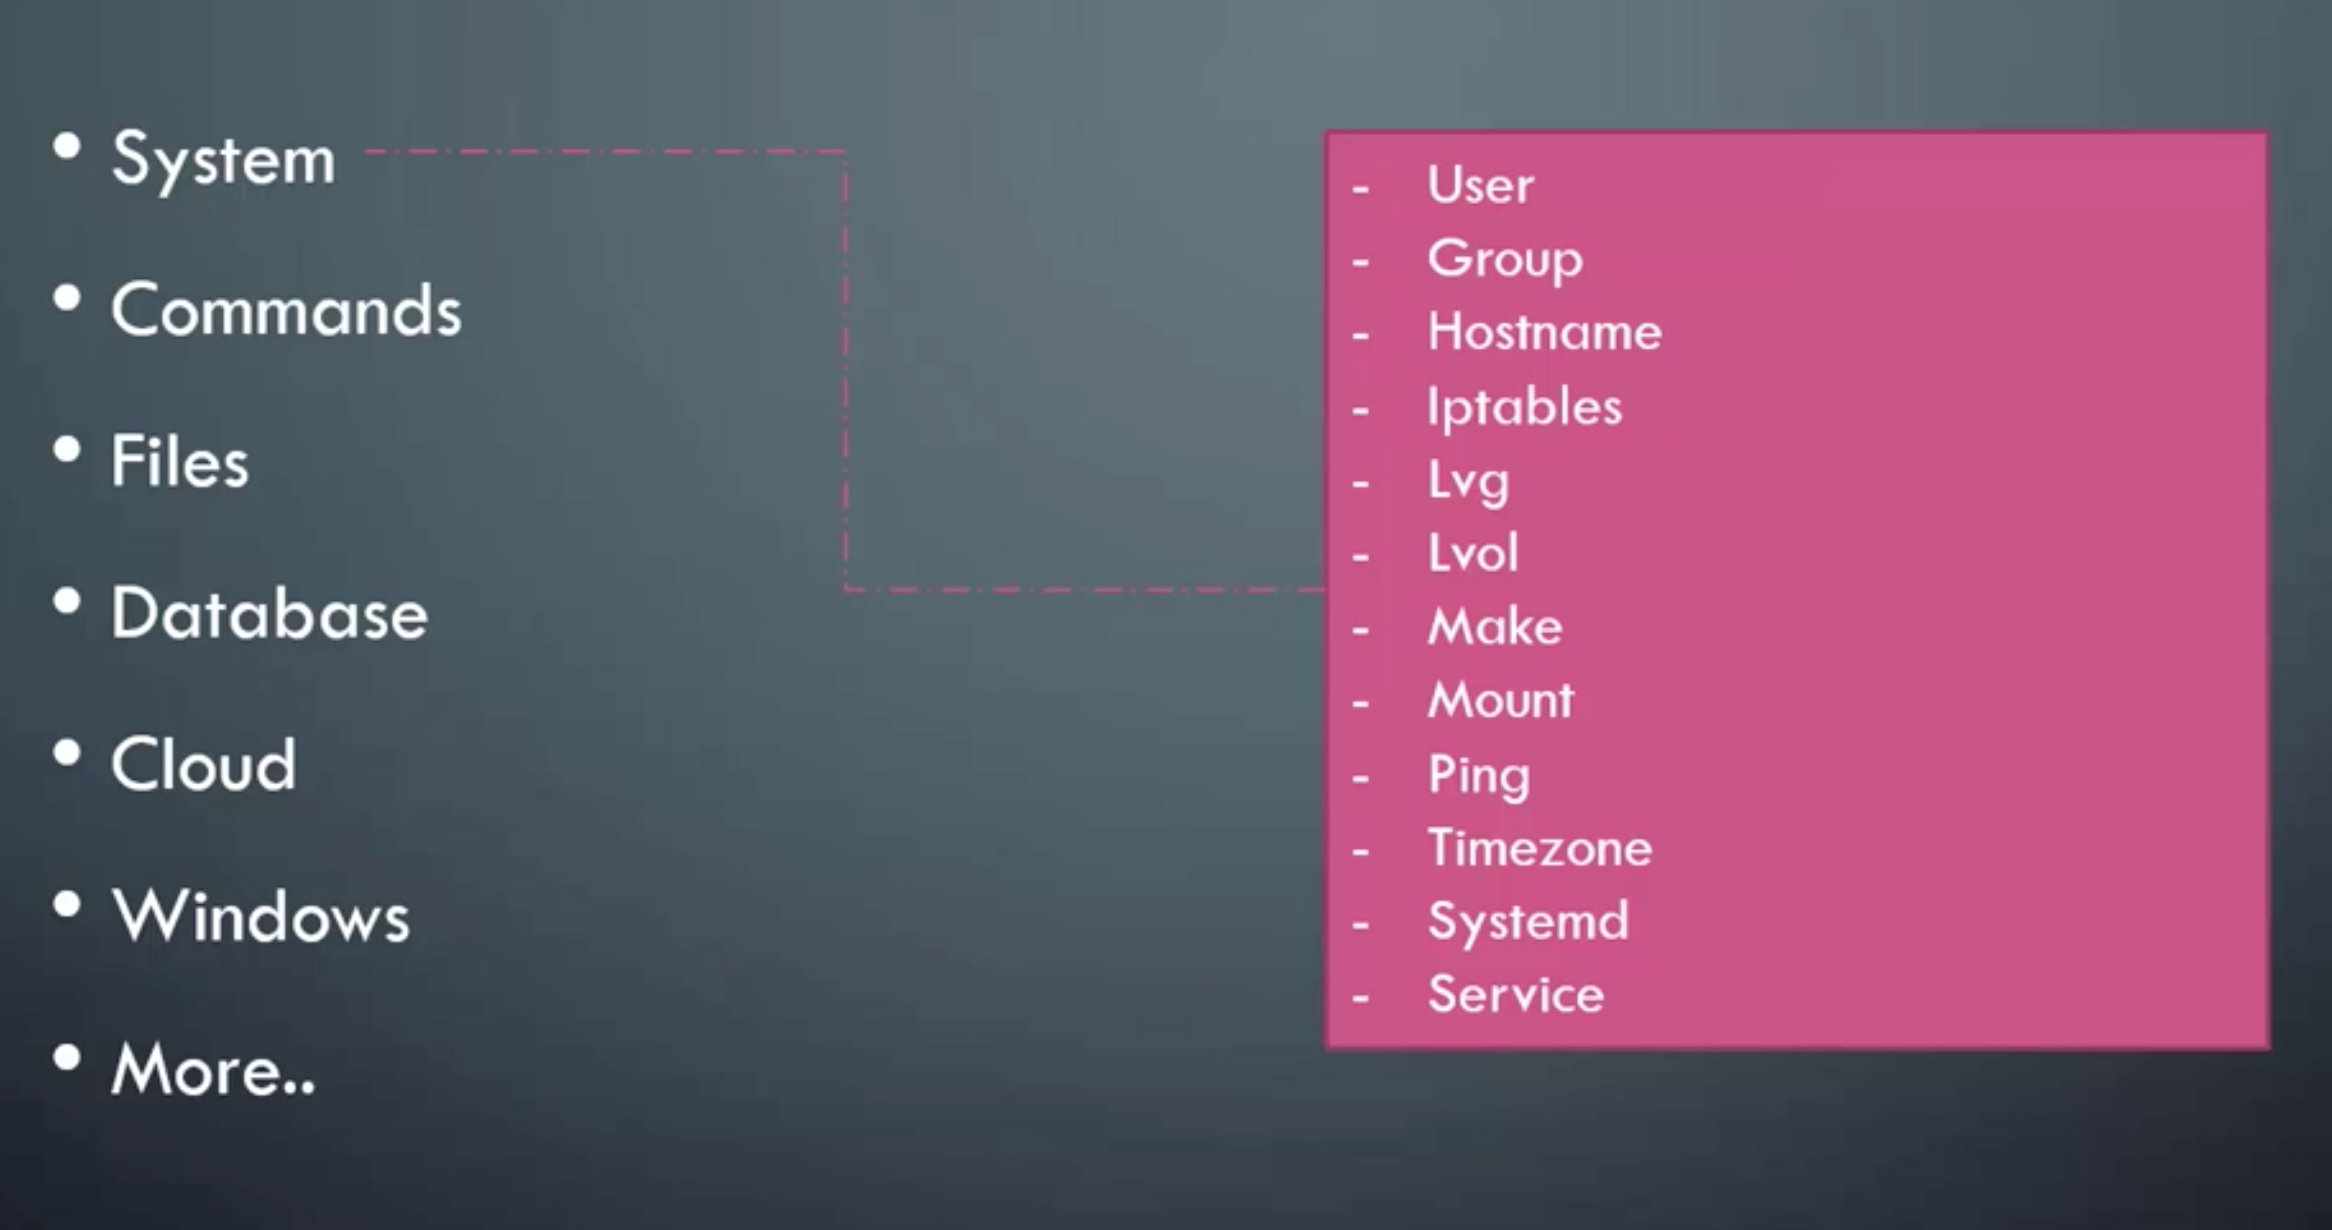 • System
• Commands
• Files
• Database
• Cloud
• Windows
• More..
- User
- Group
- Hostname
- Iptables
- Lvg
- Lvol
- Make
- Mount
- Ping
- Timezone
- Systemd
- Service